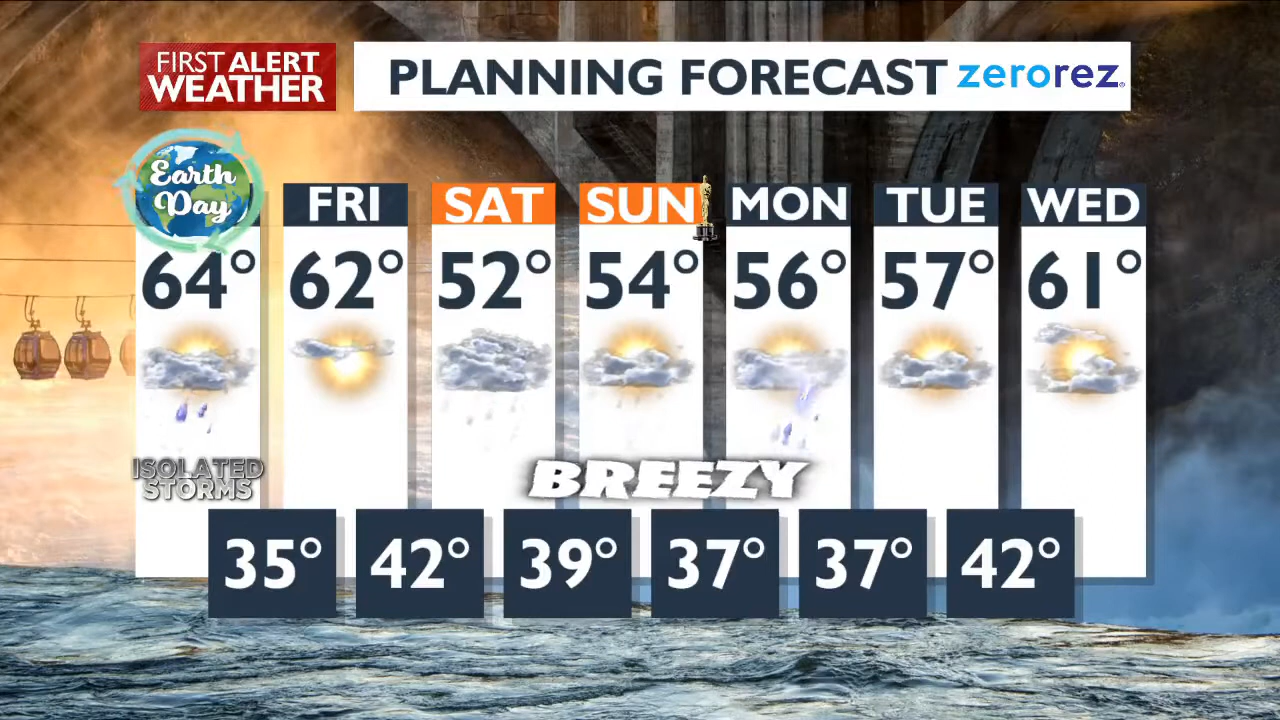 FIRST ALERT
WEATHER
PLANNING FORECAST zerorez®
Earth
Day
FRI
SAT
SUN
MON
TUE
WED
64° 62° 52° 54° 56° 57° 61°
ISOLATED
STORMS
BREEZY
35° 42° 39° 37° 37° 42°